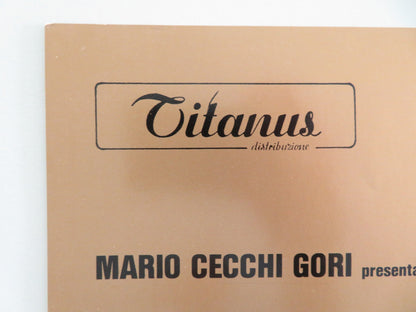 Titanus
distribuzione
MARIO CECCHI GORI presenta